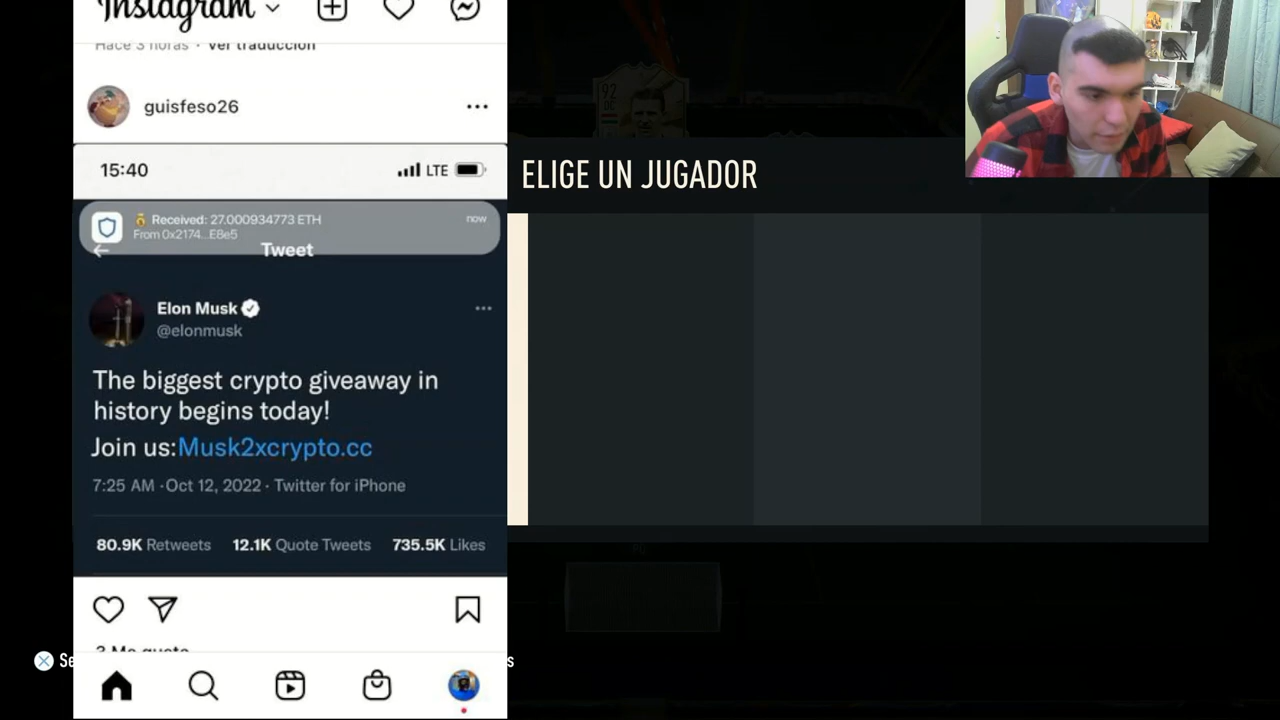 Instagram
Hace 3 horas · Ver traducción
guisfeso26
15:40
LTE
Received: 27.000934773 ETH
now
From 0x2174...E8e5
Tweet
Elon Musk
@elonmusk
The biggest crypto giveaway in
history begins today!
Join us:Musk2xcrypto.cc
7:25 AM ·Oct 12, 2022 · Twitter for iPhone
80.9K Retweets 12.1K Quote Tweets 735.5K Likes
3 Me gusta
92
DC
ELIGE UN JUGADOR